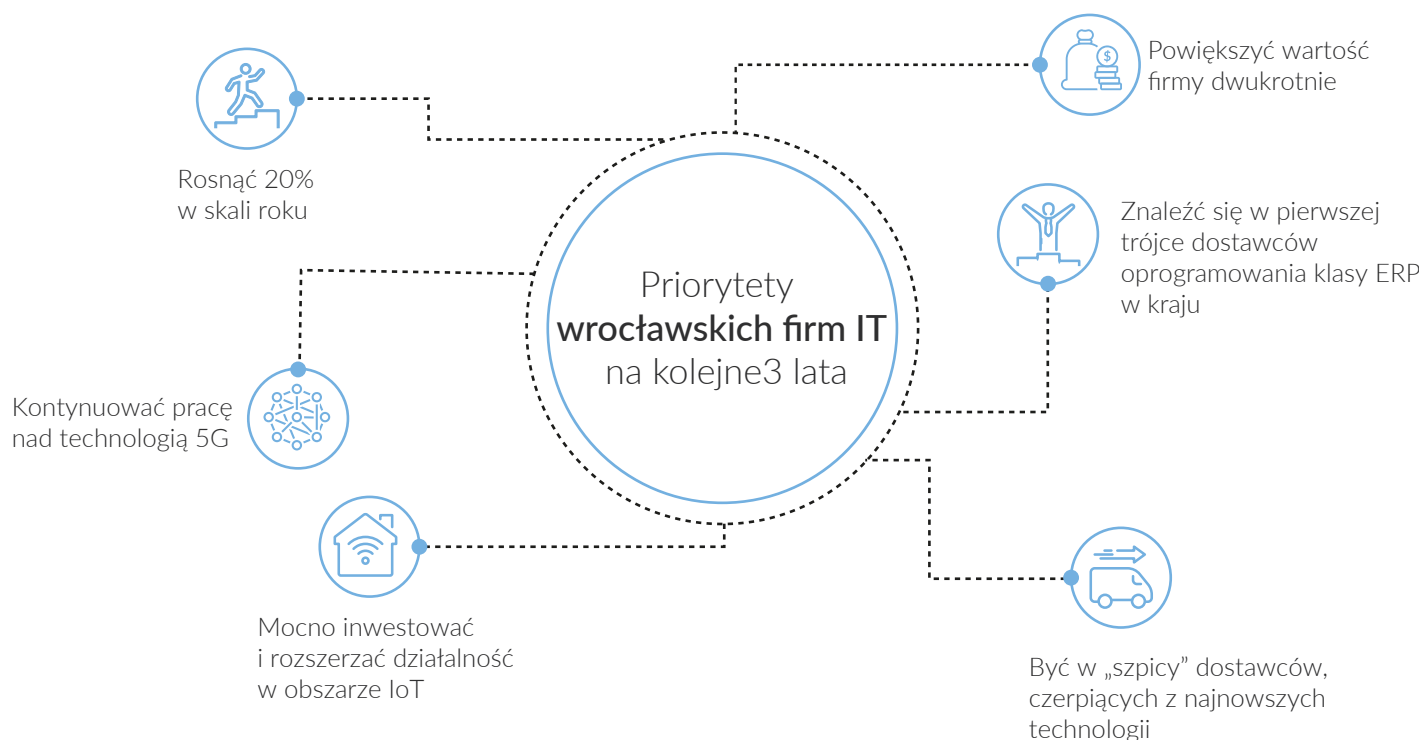 Powiększyć wartość
firmy dwukrotnie
Rosnąć 20%
w skali roku
Znaleźć się w pierwszej
trójce dostawców
oprogramowania klasy ERP
w kraju
Priorytety
wrocławskich firm IT
na kolejne3 lata
Kontynuować pracę
nad technologią 5G
Mocno inwestować
i rozszerzać działalność
w obszarze IoT
Być w „szpicy” dostawców,
czerpiących z najnowszych
technologii
$